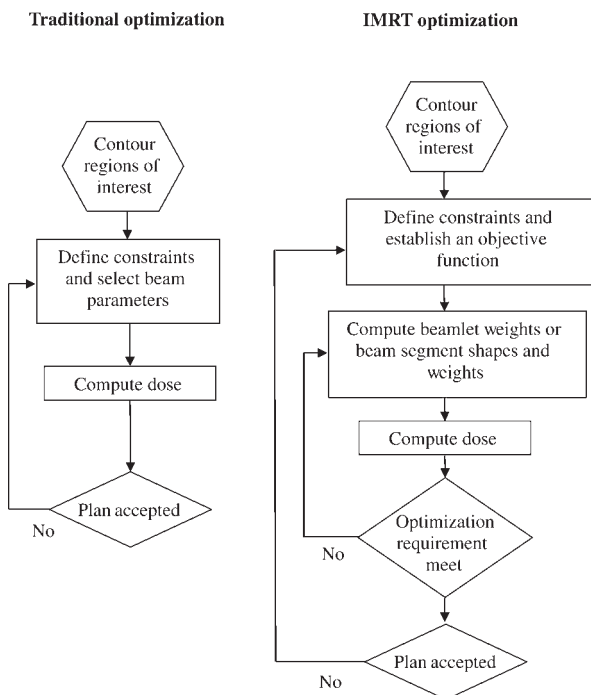 Traditional optimization
Contour
regions of
interest
Define constraints
and select beam
parameters
Compute dose
Plan accepted
No
IMRT optimization
Contour
regions of
interest
Define constraints and
establish an objective
function
Compute beamlet weights or
beam segment shapes and
weights
Compute dose
Optimization
requirement
meet
No
Plan accepted
No